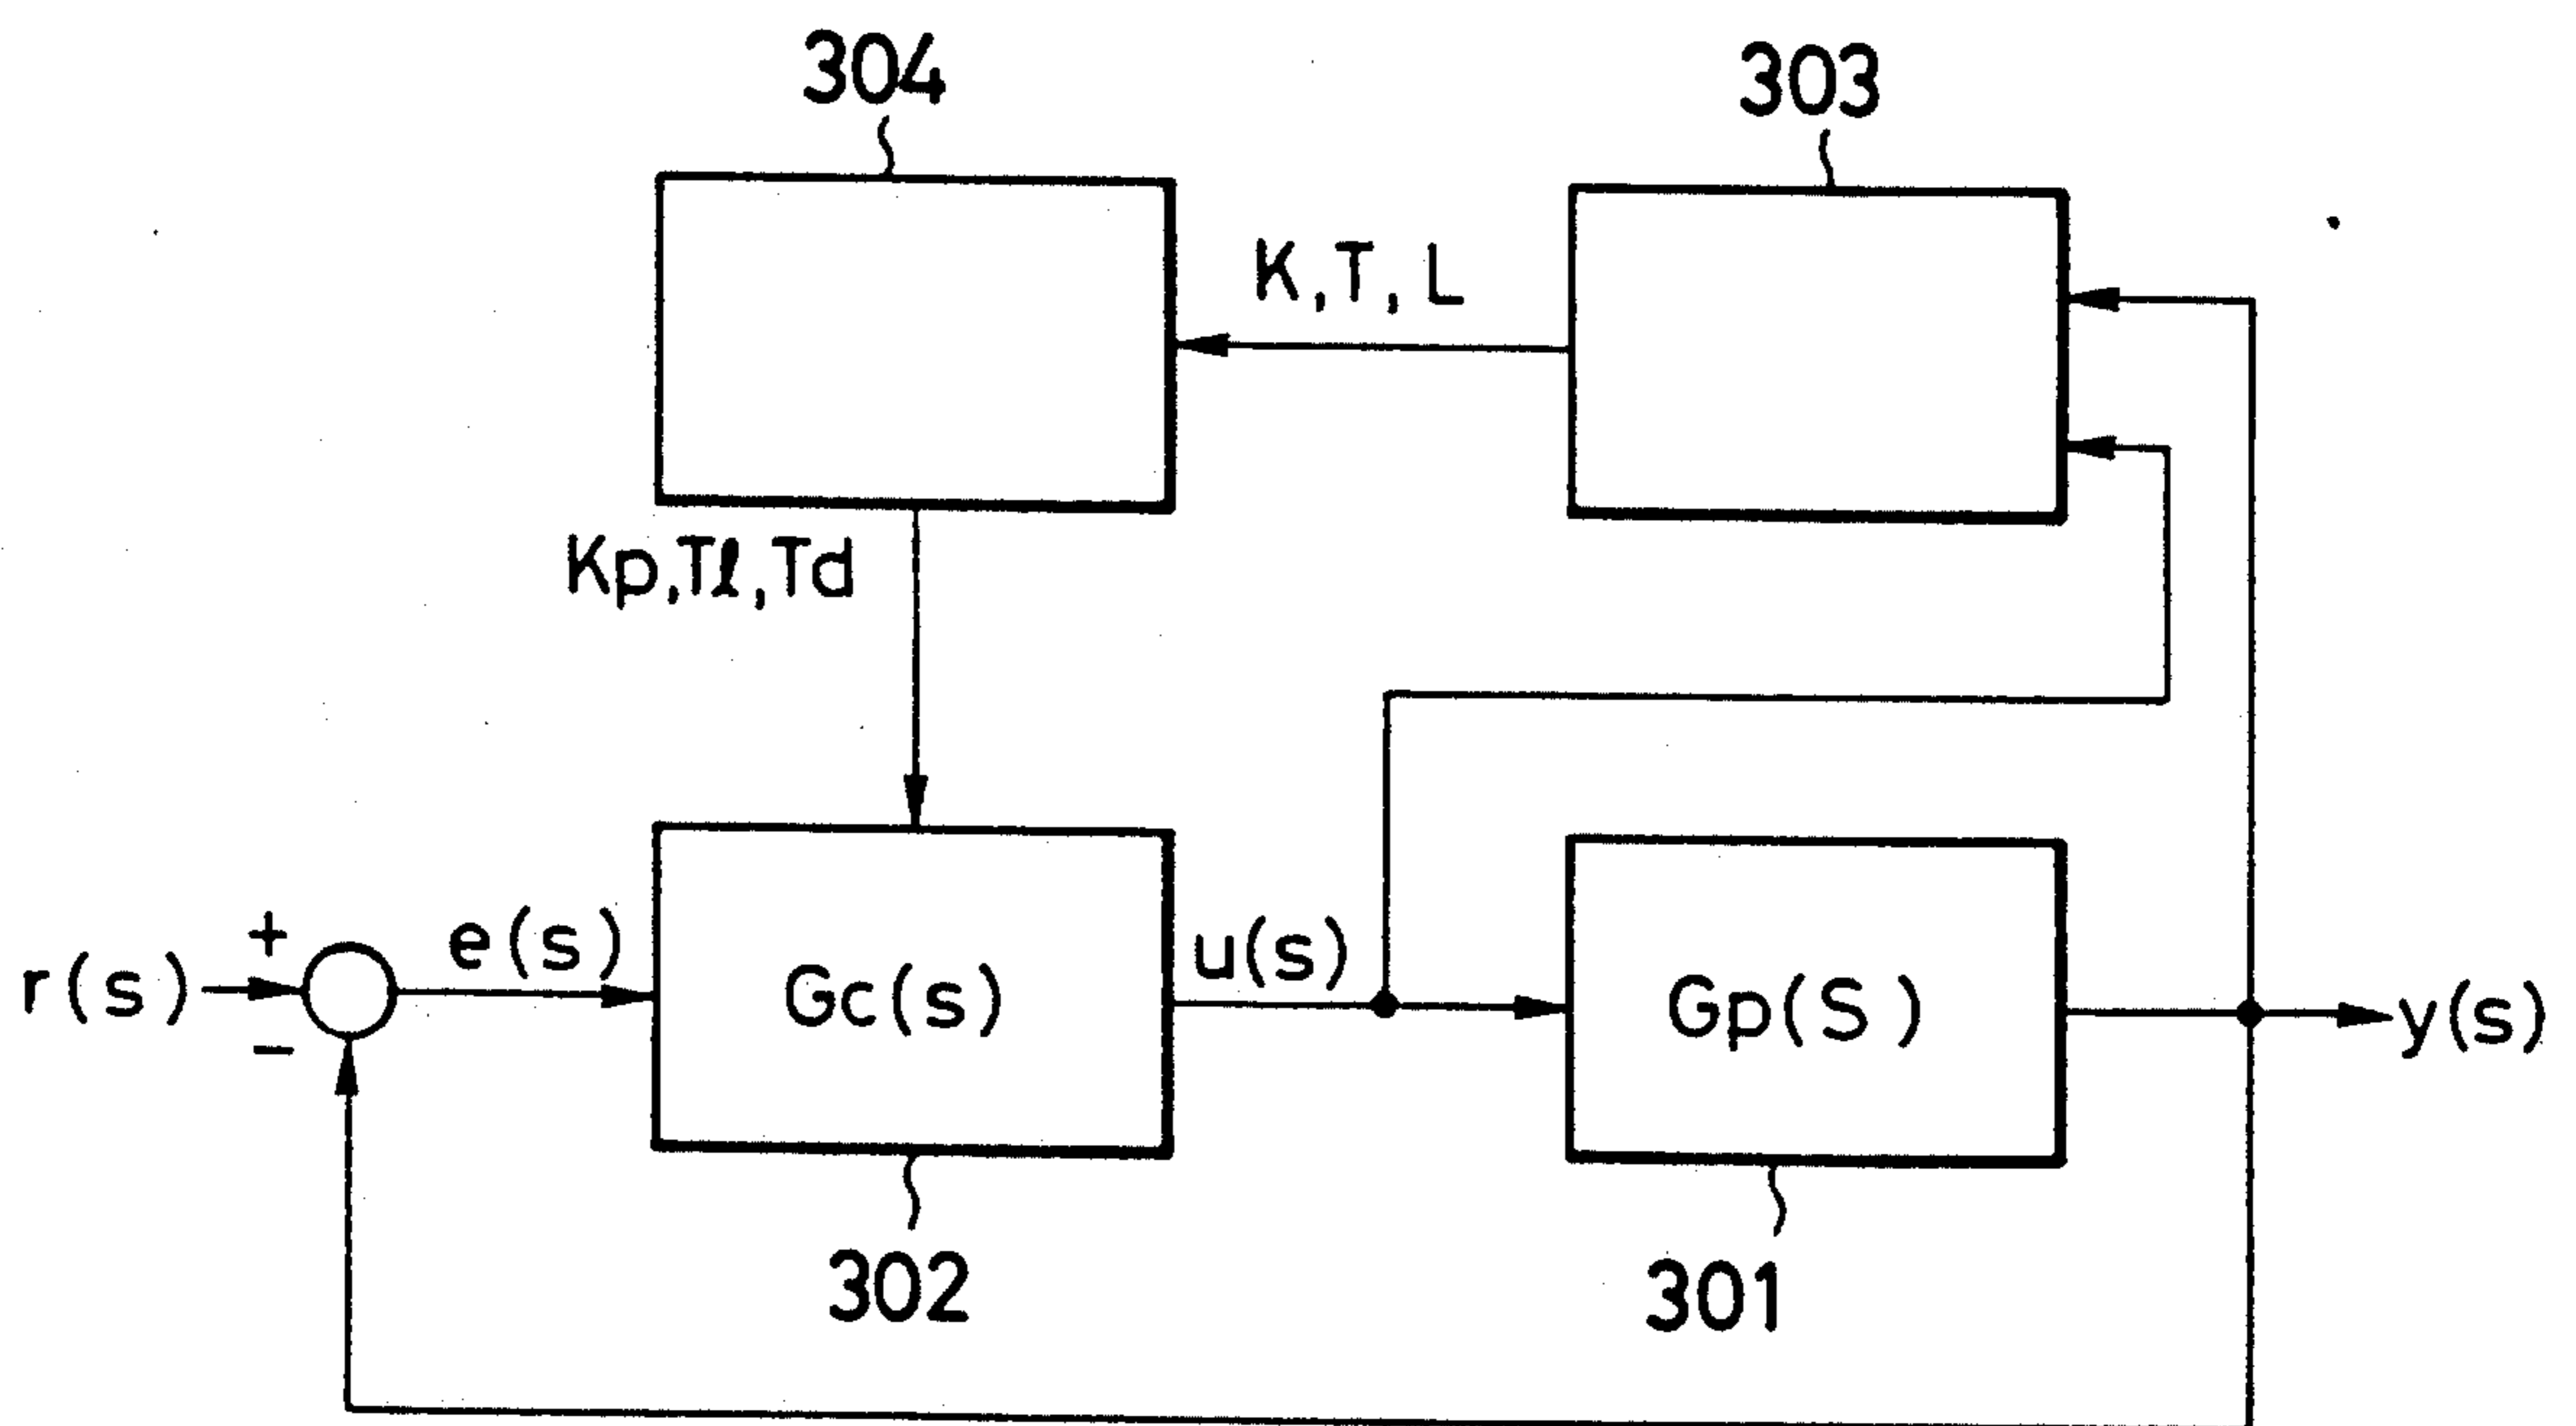 304
303
K,T,L
Kp,Tℓ,Td
r(s)
+
−
e(s)
Gc(s)
u(s)
Gp(S)
y(s)
302
301